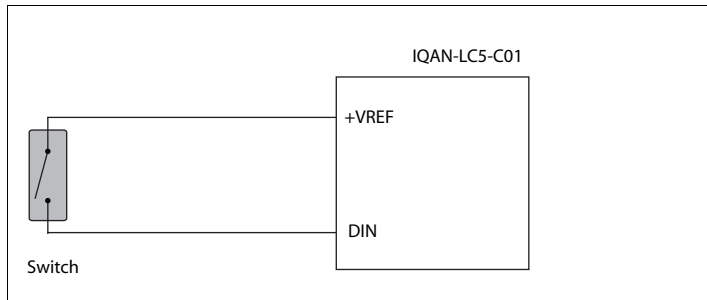 IQAN-LC5-C01
+VREF
DIN
Switch